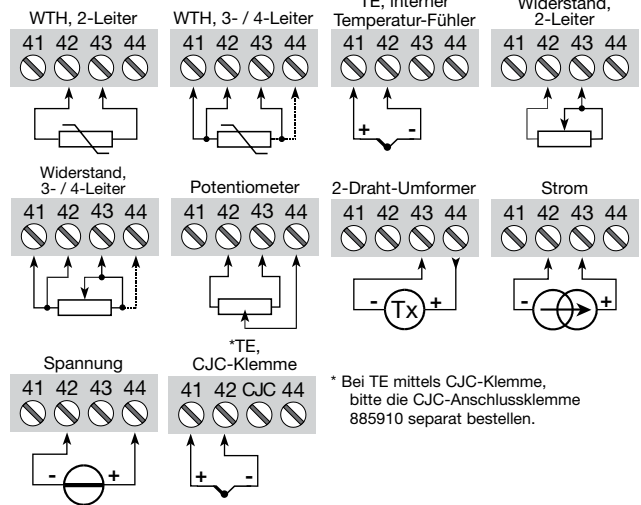 WTH, 2-Leiter
41 42 43 44
WTH, 3- / 4-Leiter
41 42 43 44
TE, interner
Temperatur-Fühler
41 42 43 44
+ -
Widerstand,
2-Leiter
41 42 43 44
Widerstand,
3- / 4-Leiter
41 42 43 44
Potentiometer
41 42 43 44
2-Draht-Umformer
41 42 43 44
- Tx +
Strom
41 42 43 44
- +
Spannung
41 42 43 44
- +
*TE,
CJC-Klemme
41 42 CJC 44
+ -
* Bei TE mittels CJC-Klemme,
bitte die CJC-Anschlussklemme
885910 separat bestellen.